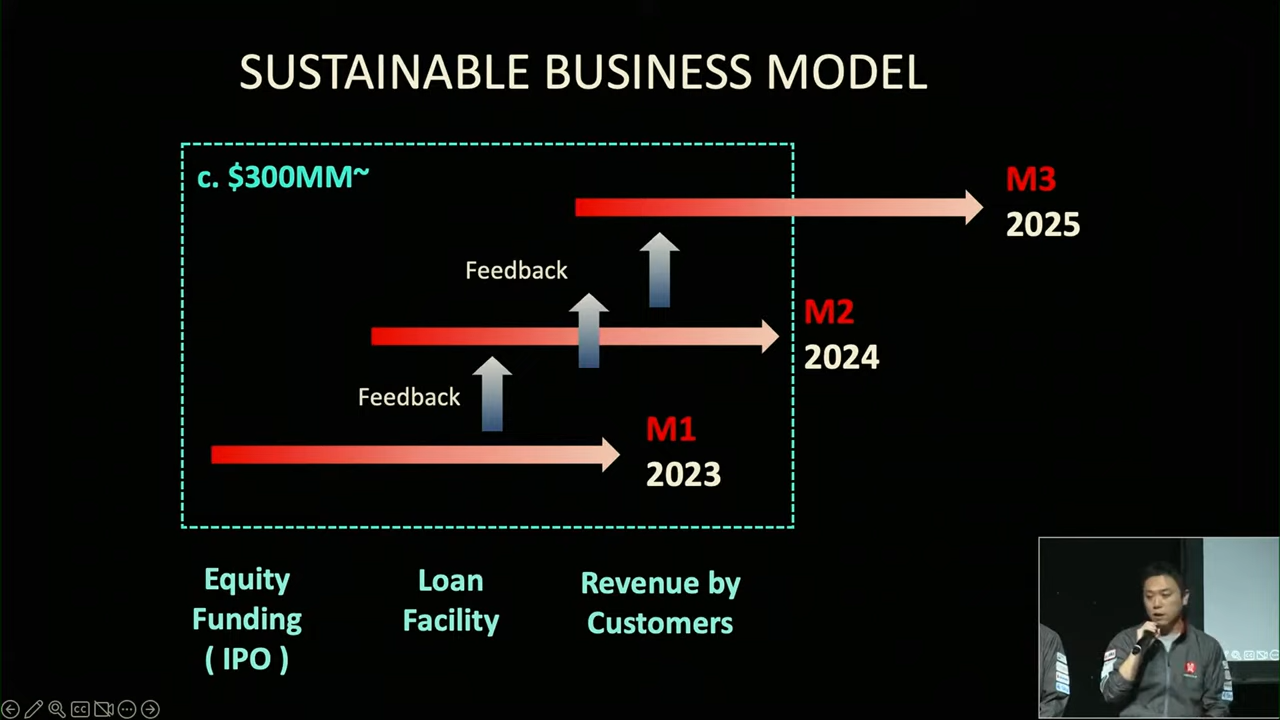 SUSTAINABLE BUSINESS MODEL
c. $300MM~
M3
2025
Feedback
M2
2024
Feedback
M1
2023
Equity
Funding
( IPO )
Loan
Facility
Revenue by
Customers